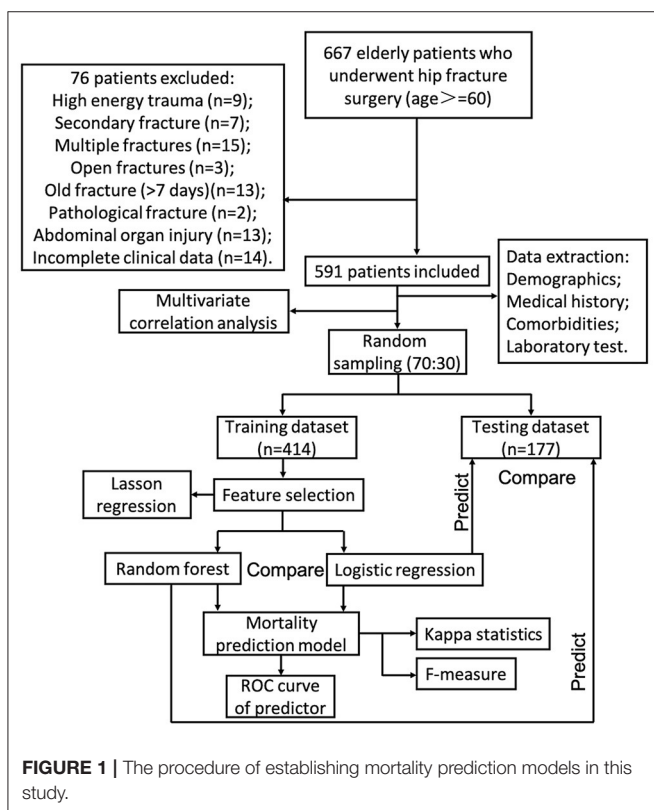 667 elderly patients who
underwent hip fracture
surgery (age＞=60)
76 patients excluded:
High energy trauma (n=9);
Secondary fracture (n=7);
Multiple fractures (n=15);
Open fractures (n=3);
Old fracture (>7 days)(n=13);
Pathological fracture (n=2);
Abdominal organ injury (n=13);
Incomplete clinical data (n=14).
591 patients included
Data extraction:
Demographics;
Medical history;
Comorbidities;
Laboratory test.
Multivariate
correlation analysis
Random
sampling (70:30)
Training dataset
(n=414)
Testing dataset
(n=177)
Compare
Lasson
regression
Feature selection
Predict
Random forest
Compare
Logistic regression
Mortality
prediction model
Kappa statistics
F-measure
Predict
ROC curve
of predictor
FIGURE 1 | The procedure of establishing mortality prediction models in this
study.